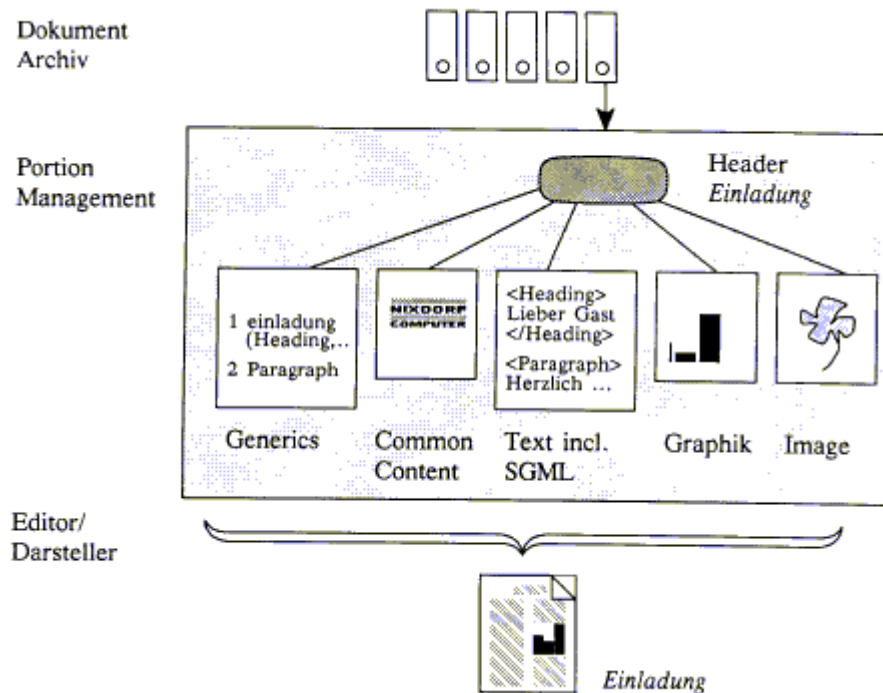 Dokument
Archiv
Portion
Management
Header
Einladung
1 einladung
(Heading,..
2 Paragraph
NIXDORF
COMPUTER
<Heading>
Lieber Gast
</Heading>
<Paragraph>
Herzlich ...
Generics
Common
Content
Text incl.
SGML
Graphik
Image
Editor/
Darsteller
Einladung